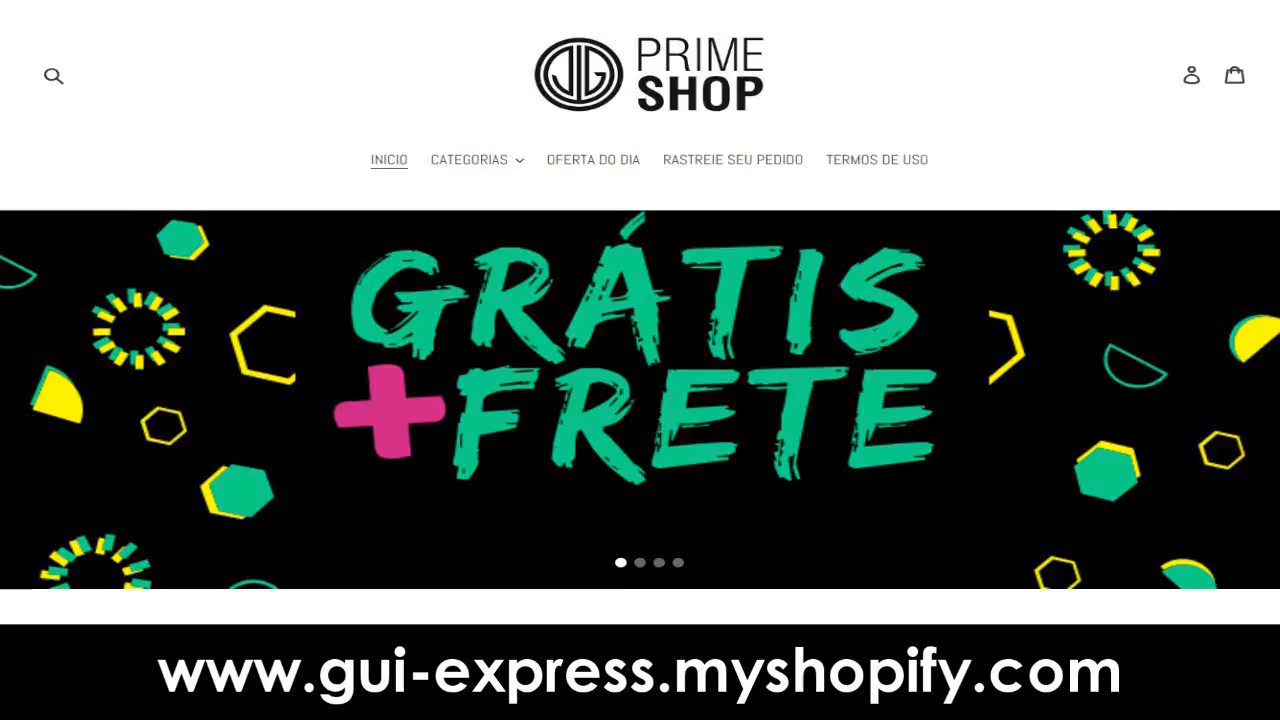 JG PRIME
SHOP
INICIO CATEGORIAS OFERTA DO DIA RASTREIE SEU PEDIDO TERMOS DE USO
GRÁTIS
+FRETE
www.gui-express.myshopify.com